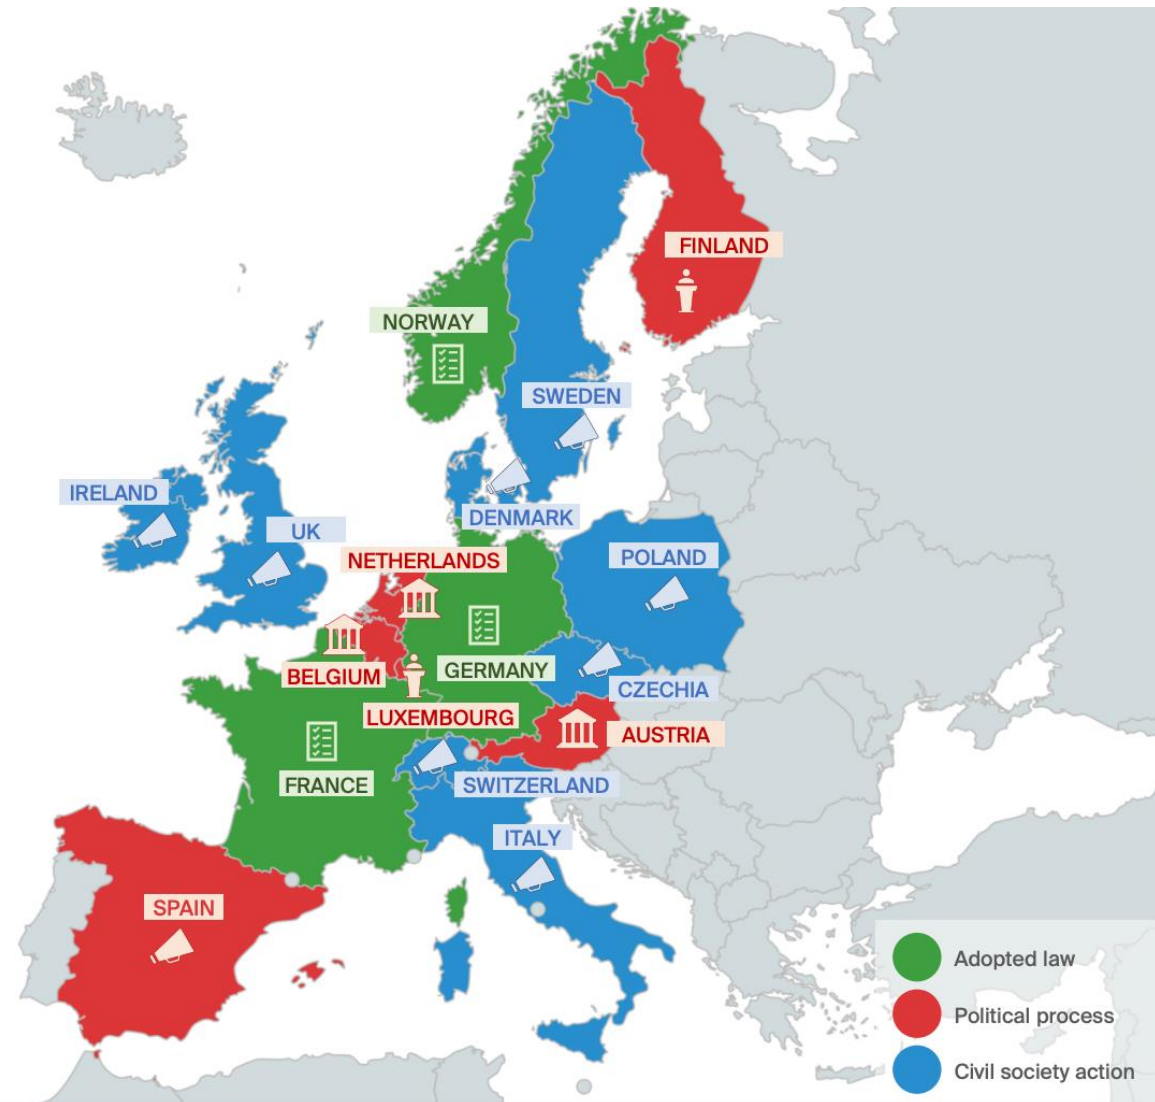 FINLAND
NORWAY
SWEDEN
IRELAND
DENMARK
UK
NETHERLANDS
POLAND
BELGIUM
GERMANY
CZECHIA
LUXEMBOURG
AUSTRIA
FRANCE
SWITZERLAND
ITALY
SPAIN
Adopted law
Political process
Civil society action